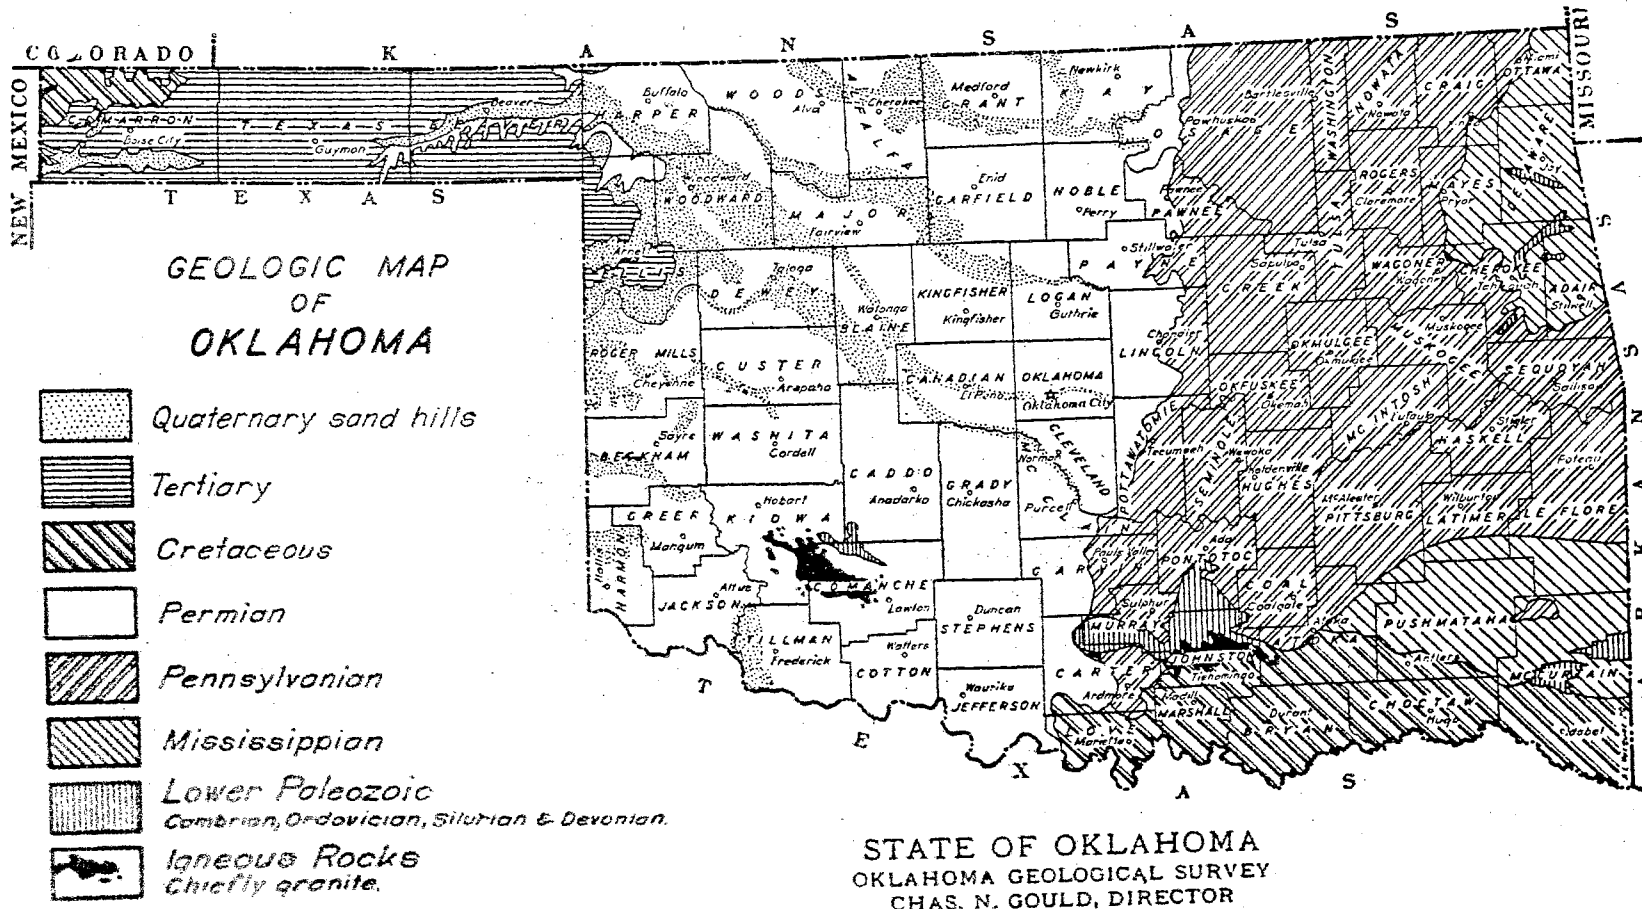 COLORADO
K A N S A S
MISSOURI
NEW MEXICO
T E X A S
A R K A N S A S
T E X A S
GEOLOGIC MAP
OF
OKLAHOMA
Quaternary sand hills
Tertiary
Cretaceous
Permian
Pennsylvanian
Mississippian
Lower Paleozoic
Cambrian, Ordovician, Silurian & Devonian.
Igneous Rocks
Chiefly granite.
CIMARRON
Boise City
TEXAS
Guymon
BEAVER
Beaver
HARPER
Buffalo
WOODS
Alva
ALFALFA
Cherokee
GRANT
Medford
KAY
Newkirk
OSAGE
Pawhuska
Bartlesville
WASHINGTON
NOWATA
Nowata
CRAIG
OTTAWA
Miami
DELAWARE
Jay
WOODWARD
Woodward
MAJOR
Fairview
GARFIELD
Enid
NOBLE
Perry
PAWNEE
Pawnee
ROGERS
Claremore
MAYES
Pryor
TULSA
Tulsa
ELLIS
DEWEY
Taloga
BLAINE
Watonga
KINGFISHER
Kingfisher
LOGAN
Guthrie
PAYNE
Stillwater
CREEK
Sapulpa
WAGONER
Wagoner
CHEROKEE
Tahlequah
ADAIR
Stilwell
ROGER MILLS
Cheyenne
CUSTER
Arapaho
CANADIAN
El Reno
OKLAHOMA
Oklahoma City
LINCOLN
Chandler
OKMULGEE
Okmulgee
MUSKOGEE
Muskogee
SEQUOYAH
Sallisaw
OKFUSKEE
Okemah
MC INTOSH
Eufaula
HASKELL
Stigler
BECKHAM
Sayre
WASHITA
Cordell
CADDO
Anadarko
GRADY
Chickasha
CLEVELAND
Norman
MC CLAIN
Purcell
POTTAWATOMIE
Tecumseh
SEMINOLE
Wewoka
HUGHES
Holdenville
PITTSBURG
McAlester
LATIMER
Wilburton
LE FLORE
Poteau
GREER
Mangum
KIOWA
Hobart
HARMON
Hollis
JACKSON
Altus
COMANCHE
Lawton
TILLMAN
Frederick
COTTON
Walters
STEPHENS
Duncan
JEFFERSON
Waurika
GARVIN
Pauls Valley
PONTOTOC
Ada
COAL
Coalgate
MURRAY
Sulphur
ATOKA
Atoka
PUSHMATAHA
Antlers
CARTER
Ardmore
JOHNSTON
Tishomingo
LOVE
Marietta
MARSHALL
Madill
BRYAN
Durant
CHOCTAW
Hugo
MCCURTAIN
Idabel
STATE OF OKLAHOMA
OKLAHOMA GEOLOGICAL SURVEY
CHAS. N. GOULD, DIRECTOR